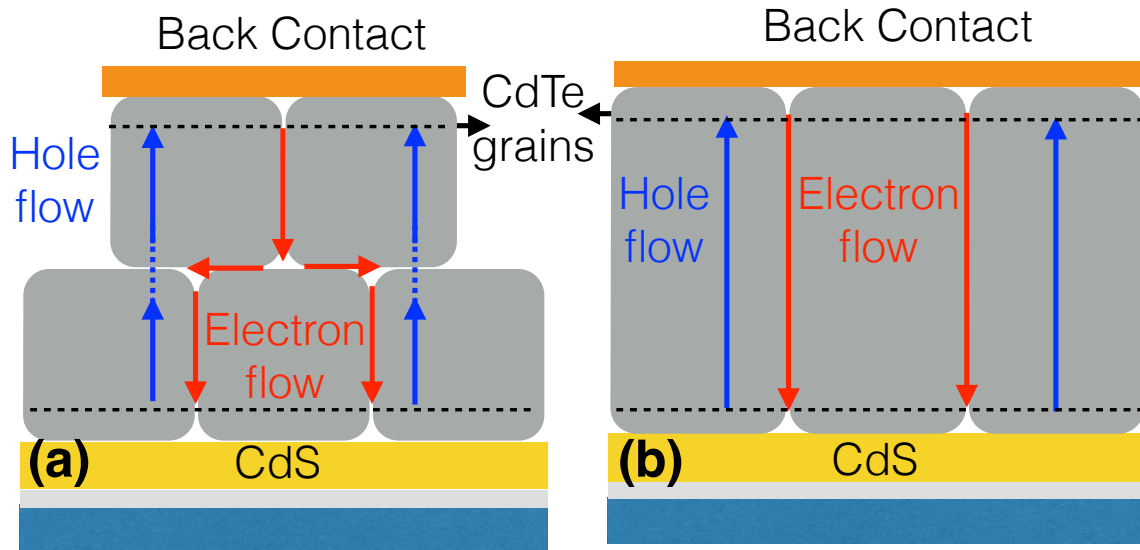 Back Contact
CdTe
grains
Hole
flow
Electron
flow
(a)
CdS
Back Contact
Hole
flow
Electron
flow
(b)
CdS